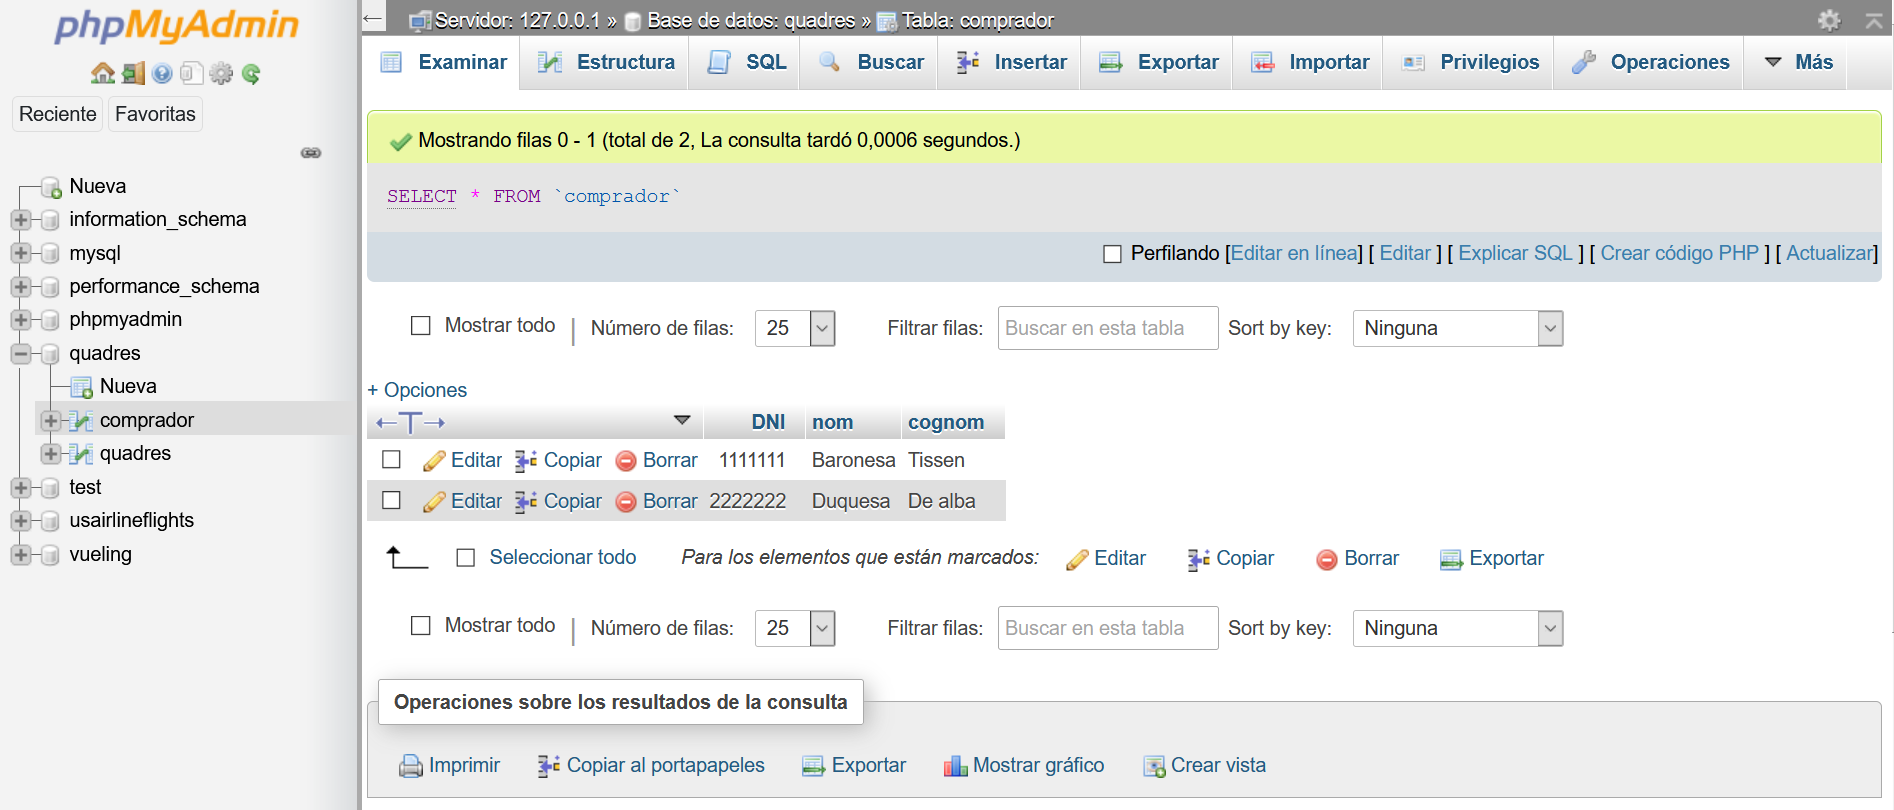 phpMyAdmin
Reciente Favoritas
Nueva
information_schema
mysql
performance_schema
phpmyadmin
quadres
Nueva
comprador
quadres
test
usairlineflights
vueling
Servidor: 127.0.0.1 » Base de datos: quadres » Tabla: comprador
Examinar Estructura SQL Buscar Insertar Exportar Importar Privilegios Operaciones Más
Mostrando filas 0 - 1 (total de 2, La consulta tardó 0,0006 segundos.)
SELECT * FROM `comprador`
Perfilando [Editar en línea] [ Editar ] [ Explicar SQL ] [ Crear código PHP ] [ Actualizar]
Mostrar todo | Número de filas: 25 Filtrar filas: Buscar en esta tabla Sort by key: Ninguna
+ Opciones
←T→ DNI nom cognom
Editar Copiar Borrar 1111111 Baronesa Tissen
Editar Copiar Borrar 2222222 Duquesa De alba
Seleccionar todo Para los elementos que están marcados: Editar Copiar Borrar Exportar
Mostrar todo | Número de filas: 25 Filtrar filas: Buscar en esta tabla Sort by key: Ninguna
Operaciones sobre los resultados de la consulta
Imprimir Copiar al portapapeles Exportar Mostrar gráfico Crear vista